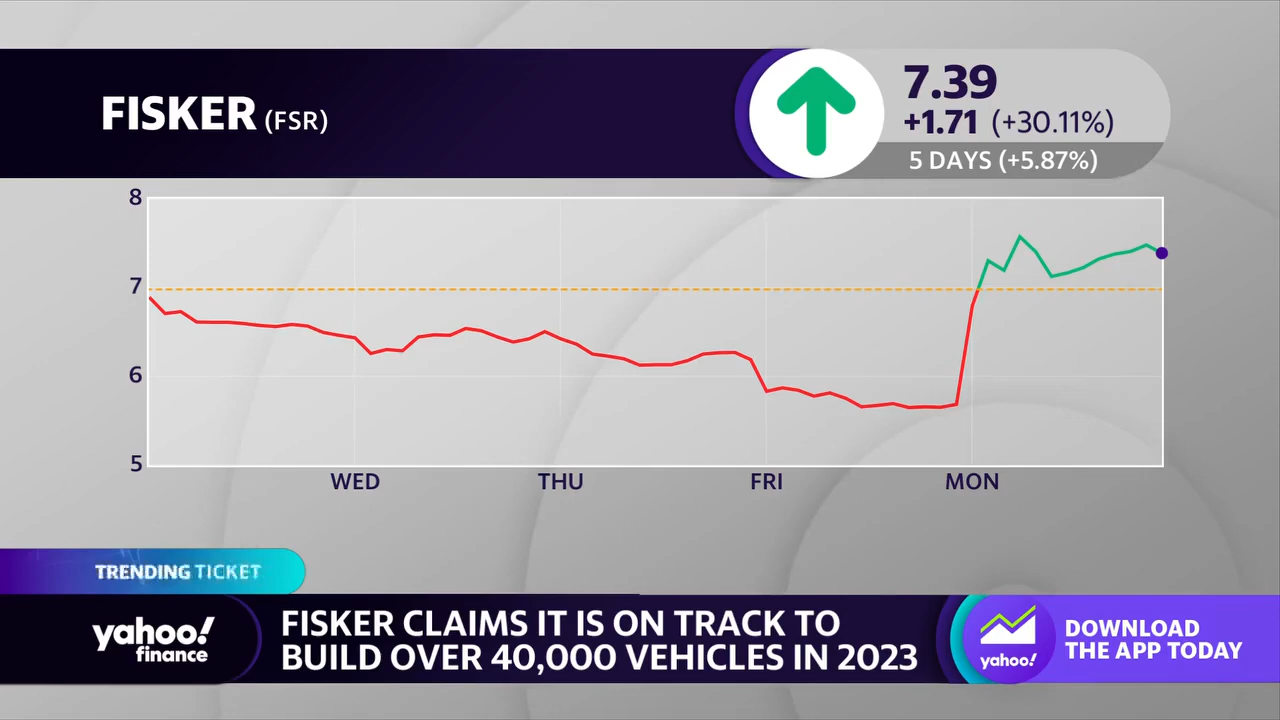 FISKER (FSR)
7.39
+1.71 (+30.11%)
5 DAYS (+5.87%)
8
7
6
5
WED THU FRI MON
TRENDING TICKET
yahoo!
finance
FISKER CLAIMS IT IS ON TRACK TO
BUILD OVER 40,000 VEHICLES IN 2023
yahoo!
DOWNLOAD
THE APP TODAY